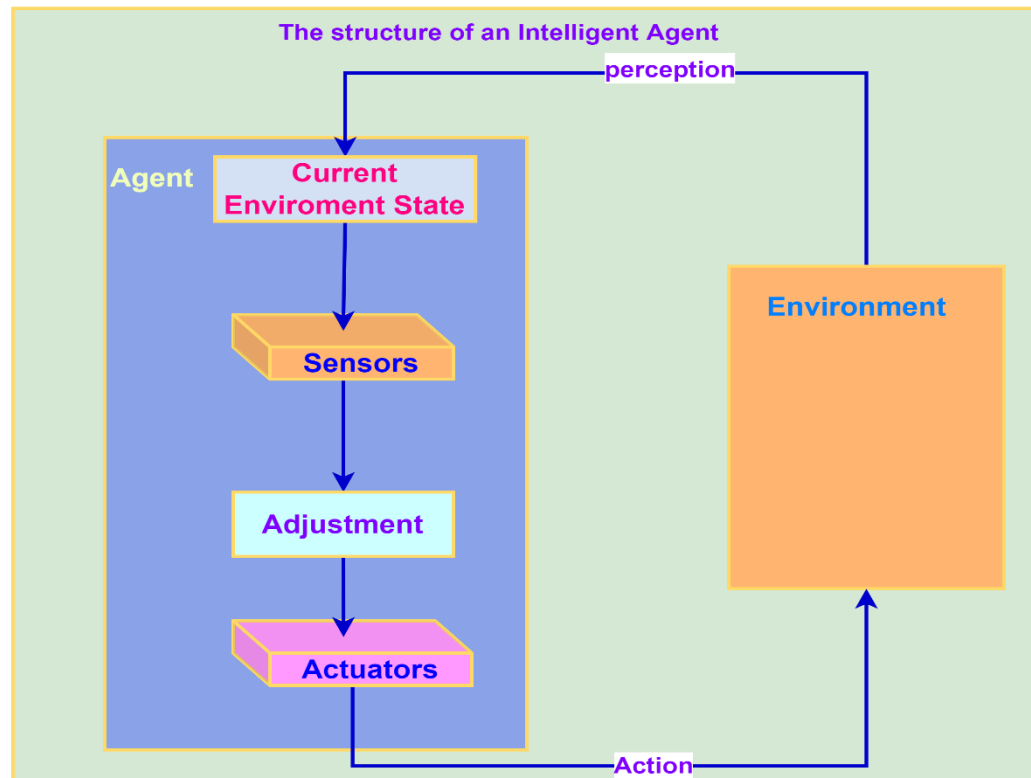 The structure of an Intelligent Agent
perception
Agent
Current
Enviroment State
Environment
Sensors
Adjustment
Actuators
Action